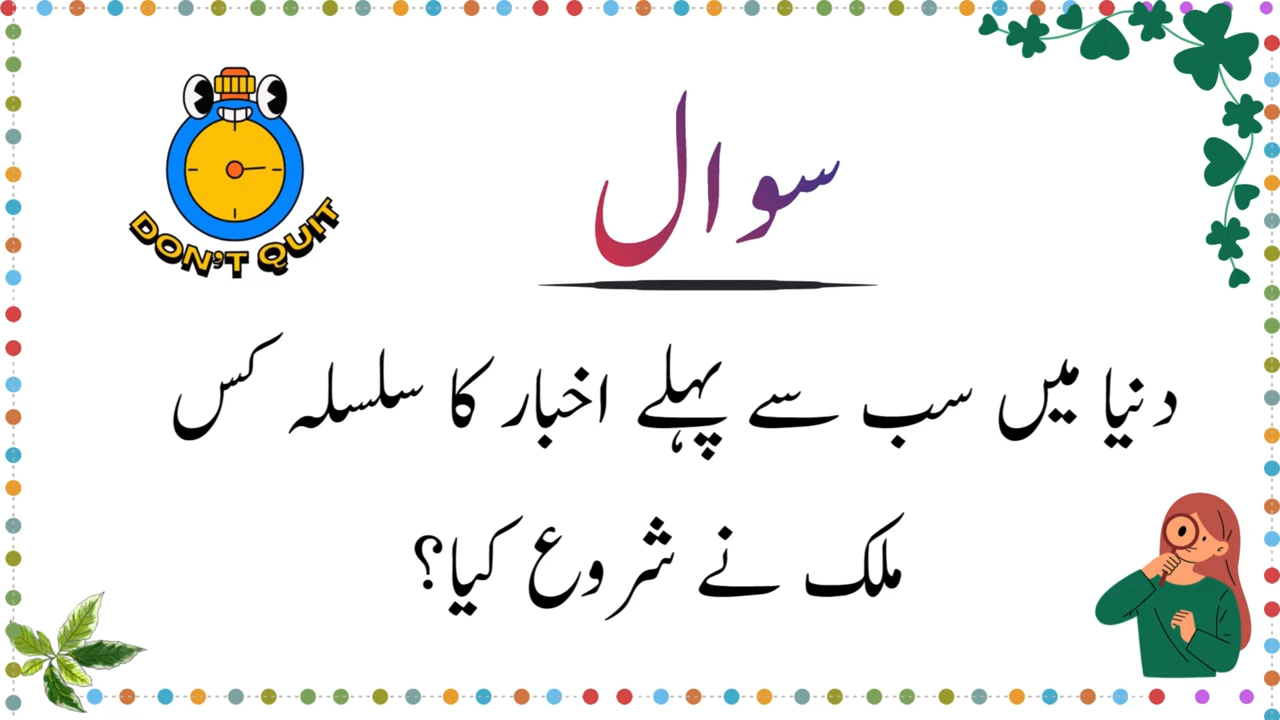 DON'T QUIT
سوال
دنیا میں سب سے پہلے اخبار کا سلسلہ کس
ملک نے شروع کیا؟